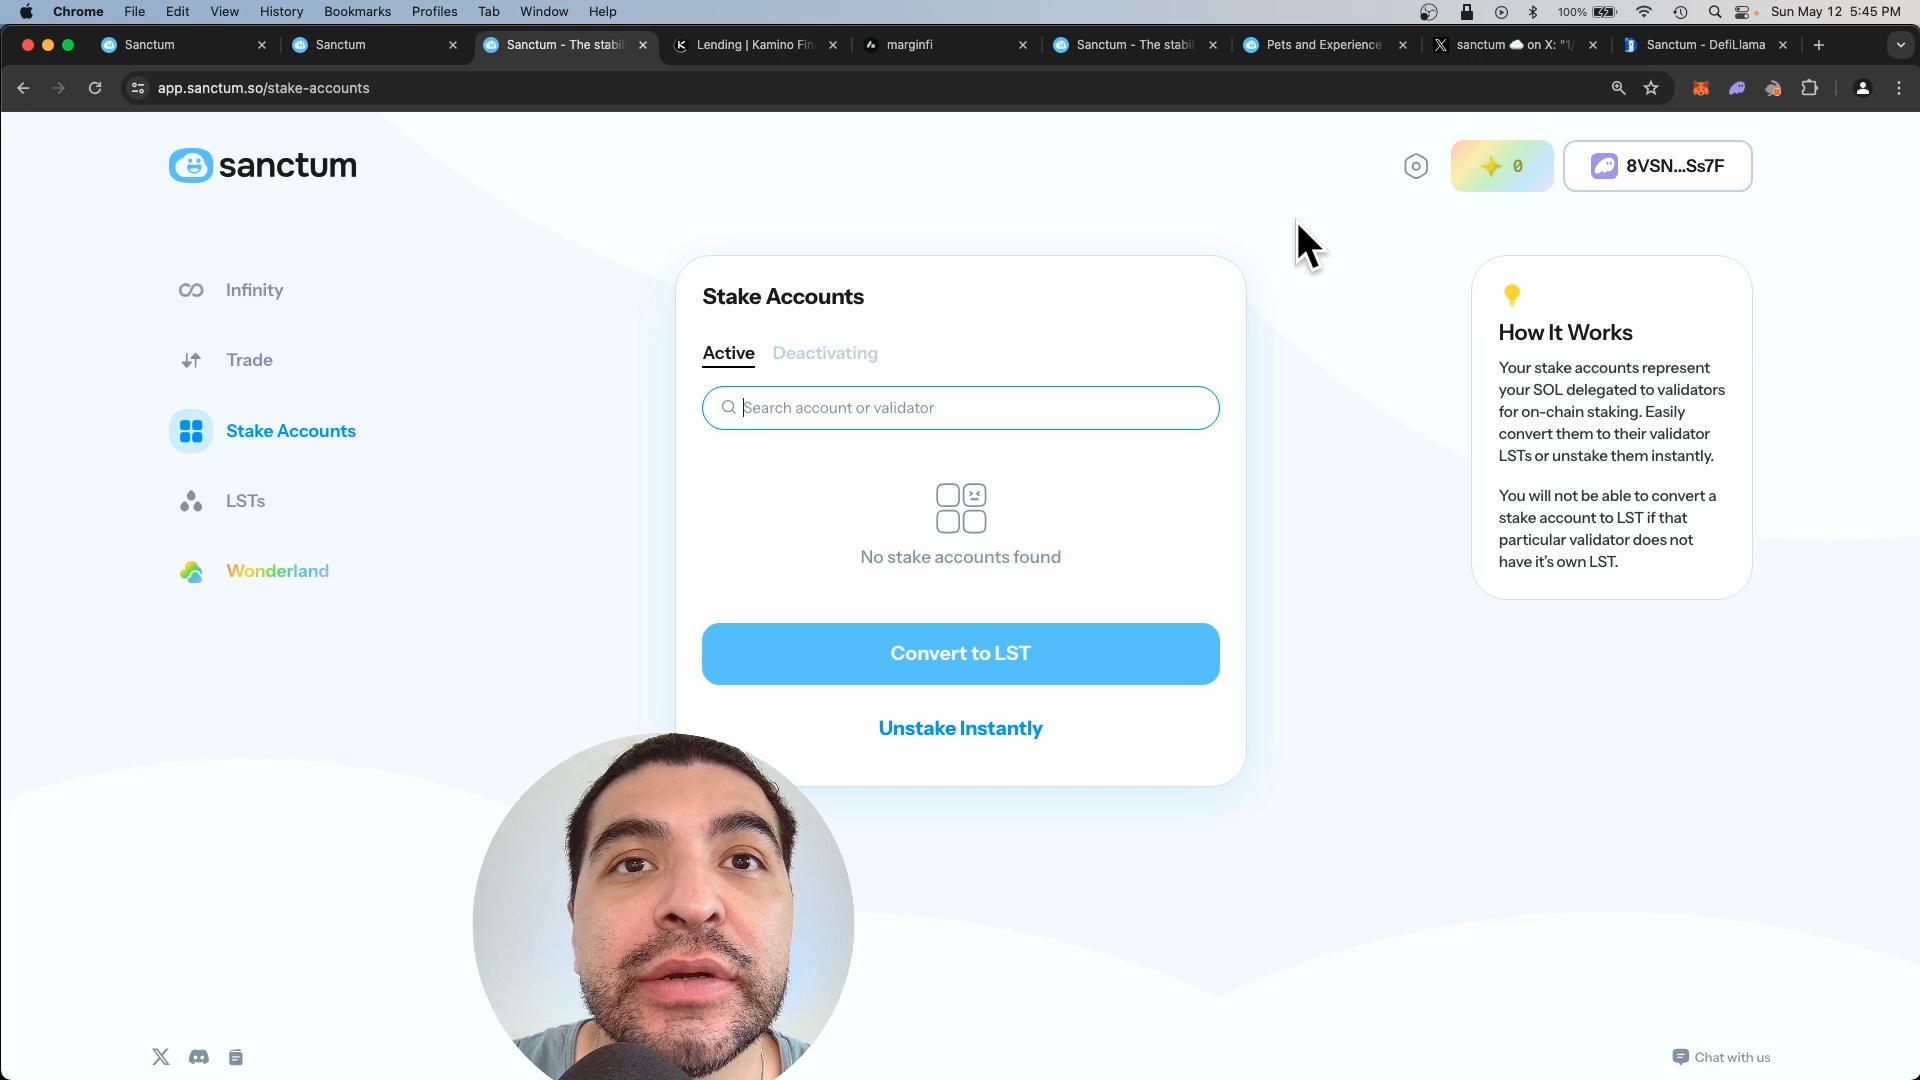 Chrome File Edit View History Bookmarks Profiles Tab Window Help 100% Sun May 12 5:45 PM
Sanctum Sanctum Sanctum - The stabil Lending | Kamino Fin marginfi Sanctum - The stabil Pets and Experience sanctum ☁️ on X: "1/ Sanctum - DefiLlama
app.sanctum.so/stake-accounts
sanctum
0
8VSN...Ss7F
Infinity
Trade
Stake Accounts
LSTs
Wonderland
Stake Accounts
Active Deactivating
Search account or validator
No stake accounts found
Convert to LST
Unstake Instantly
How It Works
Your stake accounts represent
your SOL delegated to validators
for on-chain staking. Easily
convert them to their validator
LSTs or unstake them instantly.
You will not be able to convert a
stake account to LST if that
particular validator does not
have it's own LST.
Chat with us